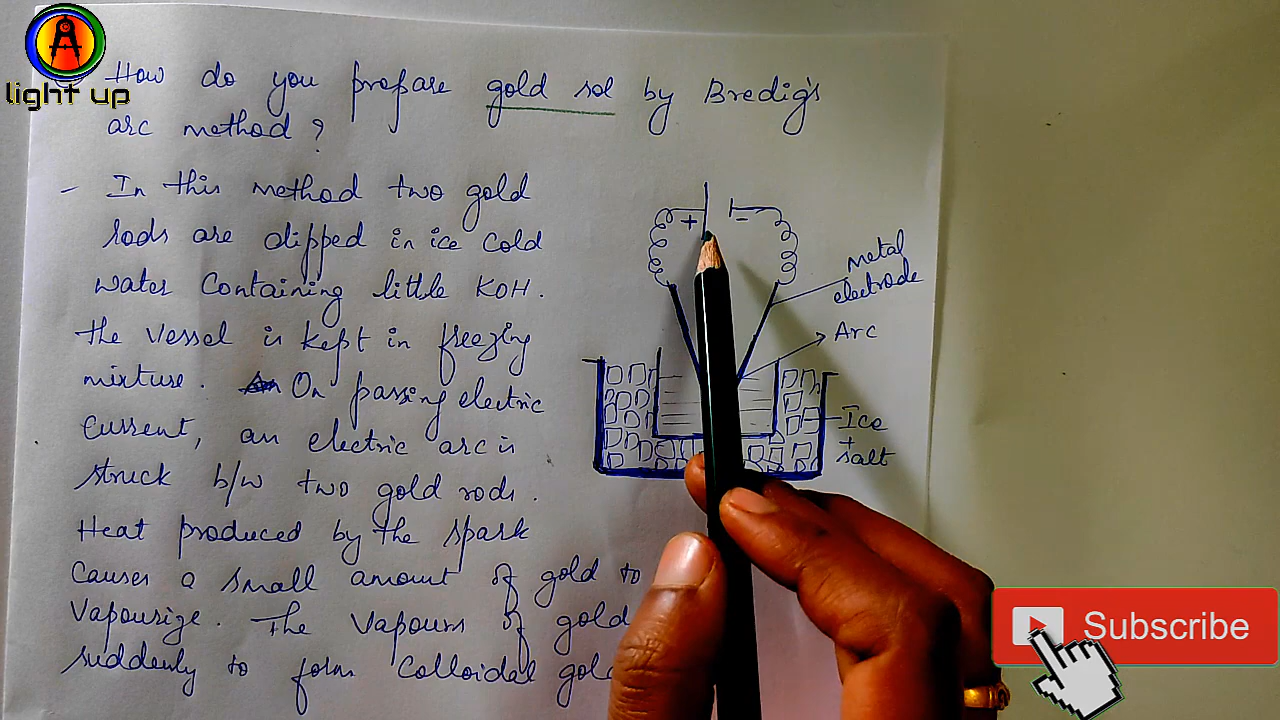 light up
How do you prepare gold sol by Bredig's
arc method ?
- In this method two gold
rods are dipped in ice cold
water containing little KOH.
The vessel is kept in freezing
mixture. On passing electric
current, an electric arc is
struck b/w two gold rods.
Heat produced by the spark
causes a small amount of gold to
vapourize. The vapours of gold
suddenly to form colloidal gold
+ -
metal
electrode
Arc
Ice
+
salt
Subscribe